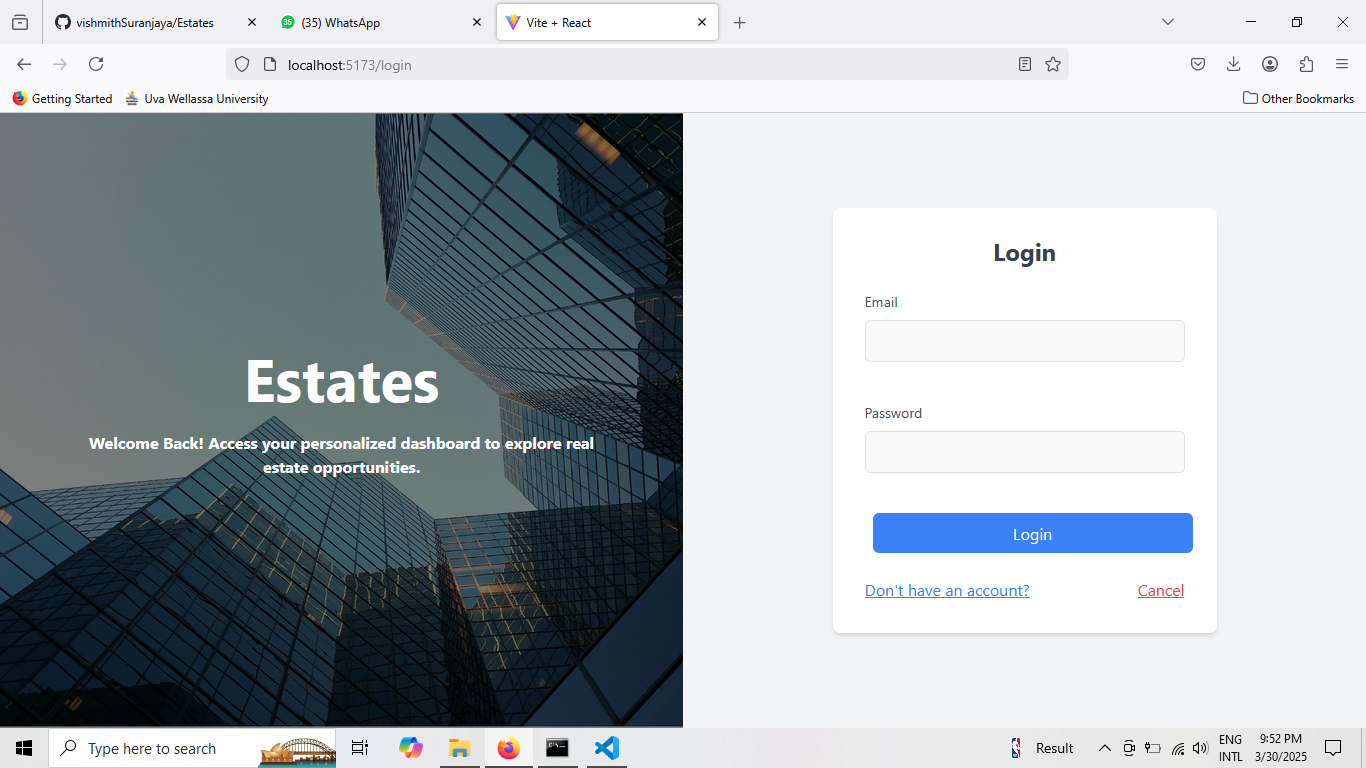 vishmithSuranjaya/Estates
(35) WhatsApp
Vite + React
localhost:5173/login
Getting Started
Uva Wellassa University
Other Bookmarks
Estates
Welcome Back! Access your personalized dashboard to explore real
estate opportunities.
Login
Email
Password
Login
Don't have an account?
Cancel
Type here to search
Result
ENG
INTL
9:52 PM
3/30/2025